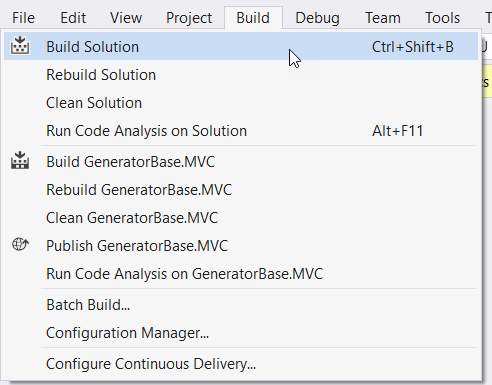 File Edit View Project Build Debug Team Tools T
Build Solution Ctrl+Shift+B
Rebuild Solution
Clean Solution
Run Code Analysis on Solution Alt+F11
Build GeneratorBase.MVC
Rebuild GeneratorBase.MVC
Clean GeneratorBase.MVC
Publish GeneratorBase.MVC
Run Code Analysis on GeneratorBase.MVC
Batch Build...
Configuration Manager...
Configure Continuous Delivery...